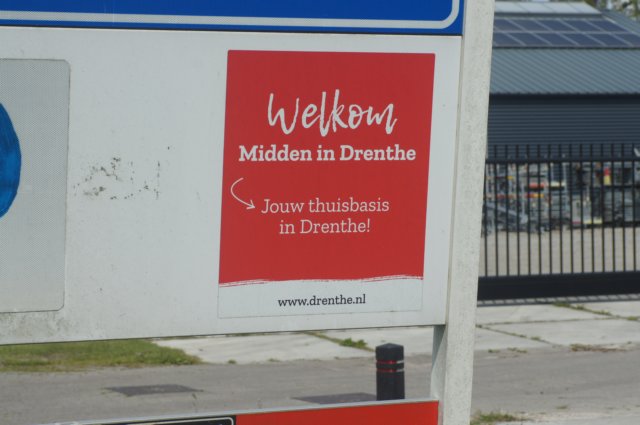 Welkom
Midden in Drenthe
Jouw thuisbasis
in Drenthe!
www.drenthe.nl